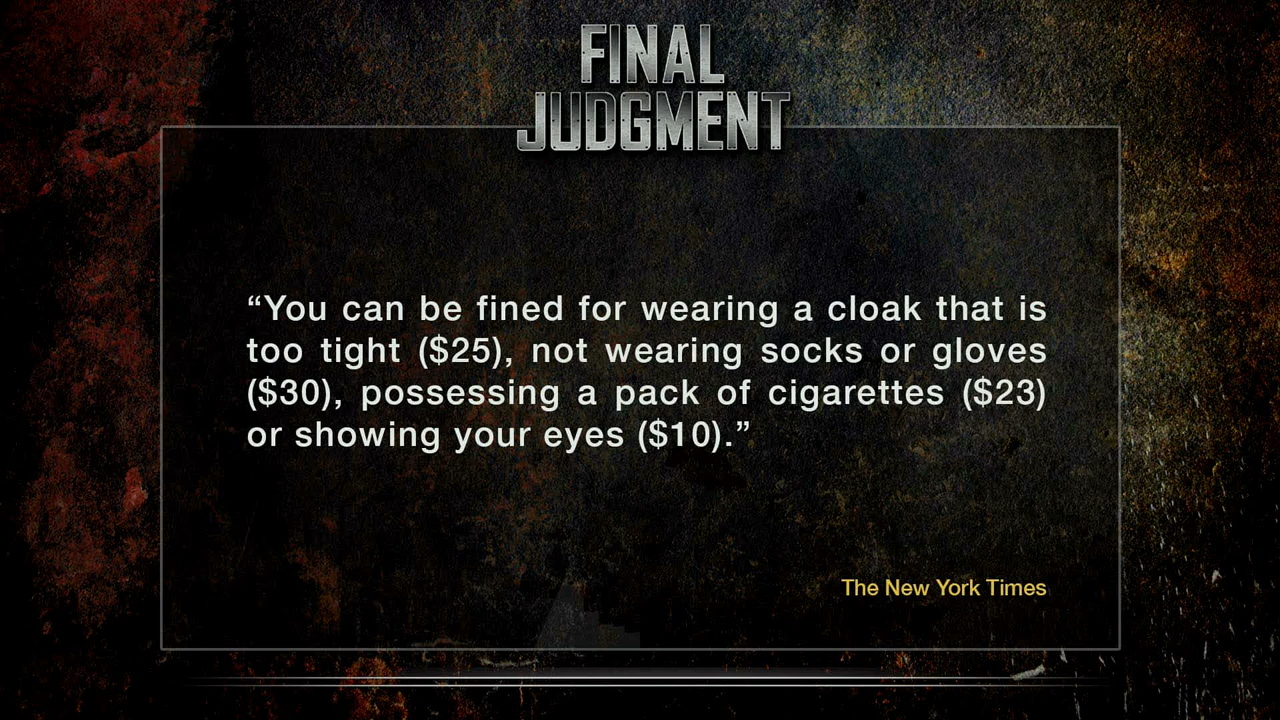 FINAL
JUDGMENT
“You can be fined for wearing a cloak that is
too tight ($25), not wearing socks or gloves
($30), possessing a pack of cigarettes ($23)
or showing your eyes ($10).”
The New York Times